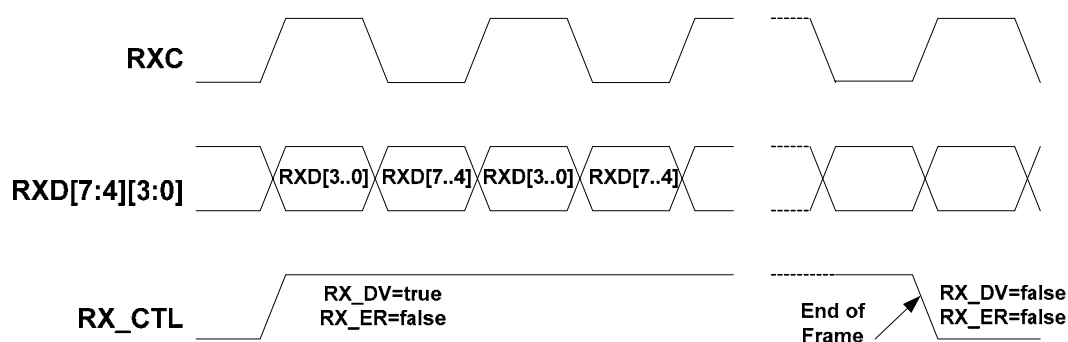 RXC
RXD[7:4][3:0]
RXD[3..0] RXD[7..4] RXD[3..0] RXD[7..4]
RX_CTL
RX_DV=true
RX_ER=false
End of
Frame
RX_DV=false
RX_ER=false